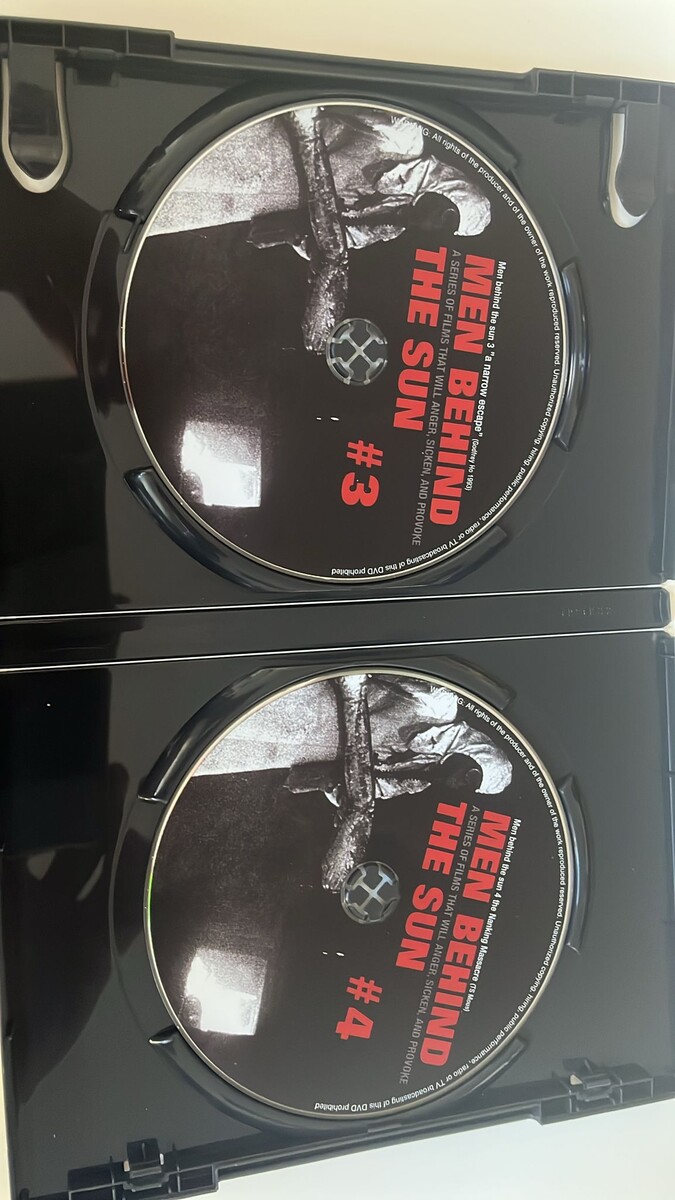 WARNING: All rights of the producer and of the owner of the work reproduced reserved. Unauthorized copying, hiring, public performance, radio or TV broadcasting of this DVD prohibited
Men behind the sun 3 "a narrow escape" (Godfrey Ho 1993)
MEN BEHIND
A SERIES OF FILMS THAT WILL ANGER, SICKEN, AND PROVOKE
THE SUN
#3
WARNING: All rights of the producer and of the owner of the work reproduced reserved. Unauthorized copying, hiring, public performance, radio or TV broadcasting of this DVD prohibited
Men behind the sun 4 the Nanking Massacre (TS Mous)
MEN BEHIND
A SERIES OF FILMS THAT WILL ANGER, SICKEN, AND PROVOKE
THE SUN
#4